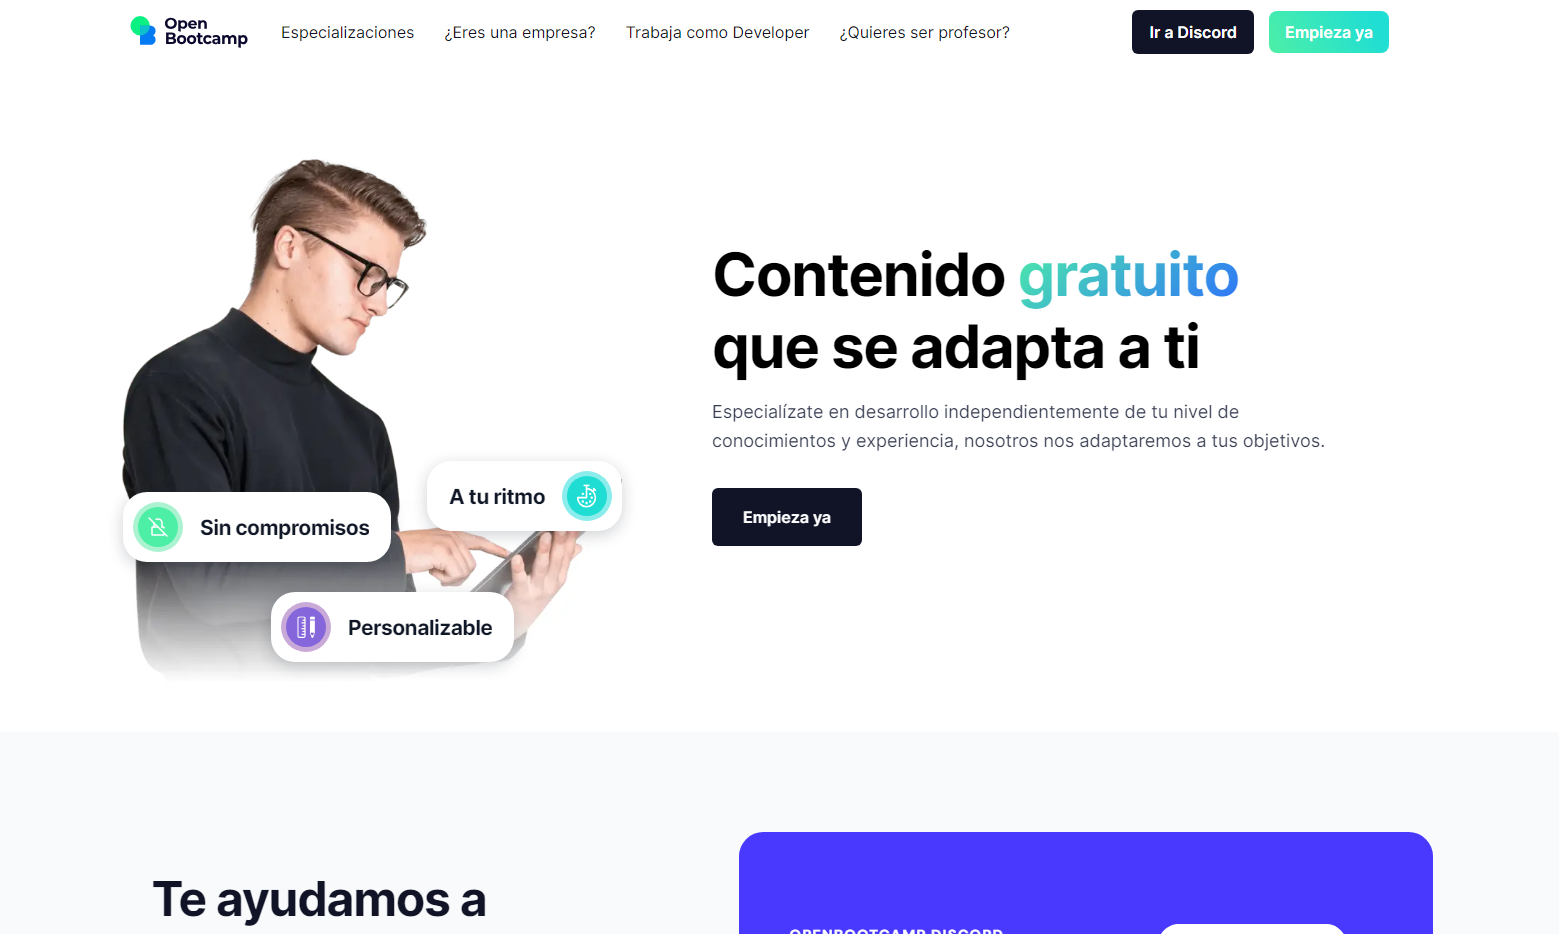 Open
Bootcamp
Especializaciones
¿Eres una empresa?
Trabaja como Developer
¿Quieres ser profesor?
Ir a Discord
Empieza ya
Contenido gratuito
que se adapta a ti
Especialízate en desarrollo independientemente de tu nivel de
conocimientos y experiencia, nosotros nos adaptaremos a tus objetivos.
Empieza ya
A tu ritmo
Sin compromisos
Personalizable
Te ayudamos a
OPENBOOTCAMP DISCORD